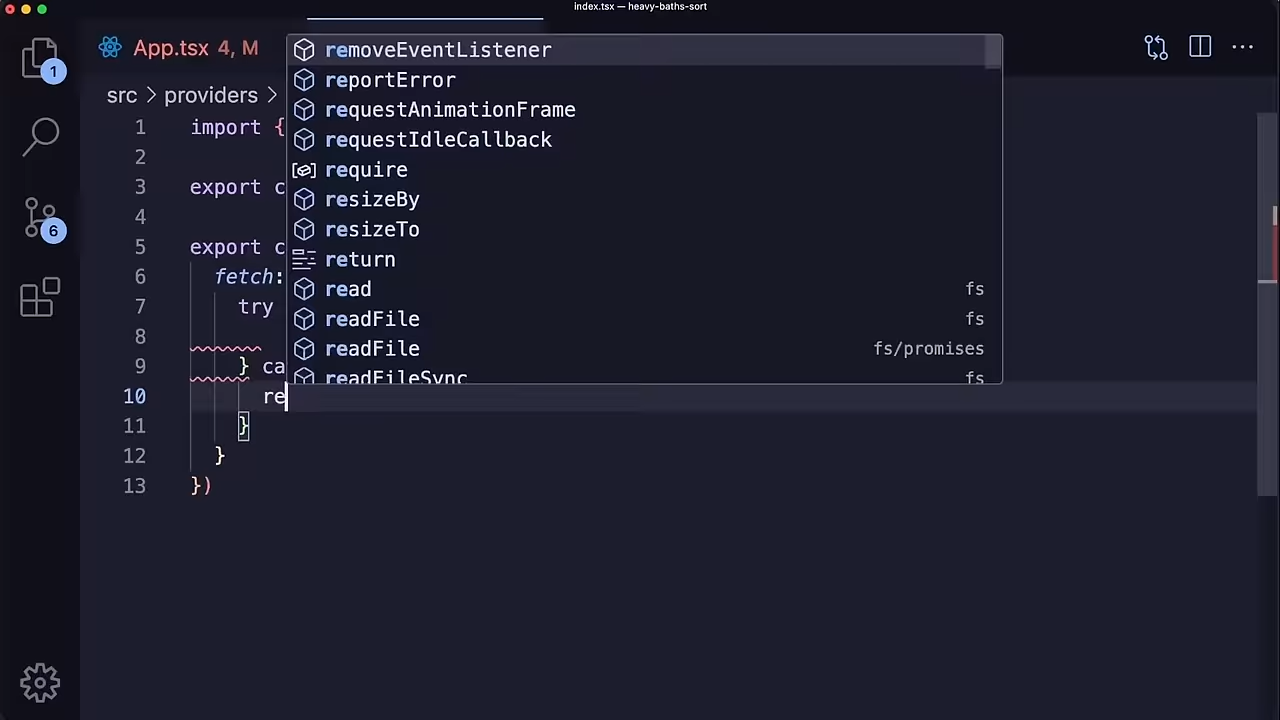 index.tsx — heavy-baths-sort
App.tsx 4, M
1
src > providers >
6
1 import {
2
3 export c
4
5 export c
6 fetch:
7 try
8
9 } ca
10 re
11 }
12 }
13 })
removeEventListener
reportError
requestAnimationFrame
requestIdleCallback
require
resizeBy
resizeTo
return
read fs
readFile fs
readFile fs/promises
readFileSync fs